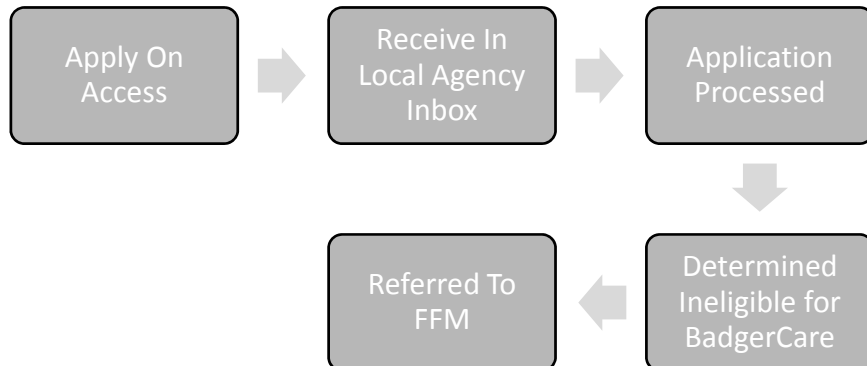 Apply On
Access
Receive In
Local Agency
Inbox
Application
Processed
Determined
Ineligible for
BadgerCare
Referred To
FFM